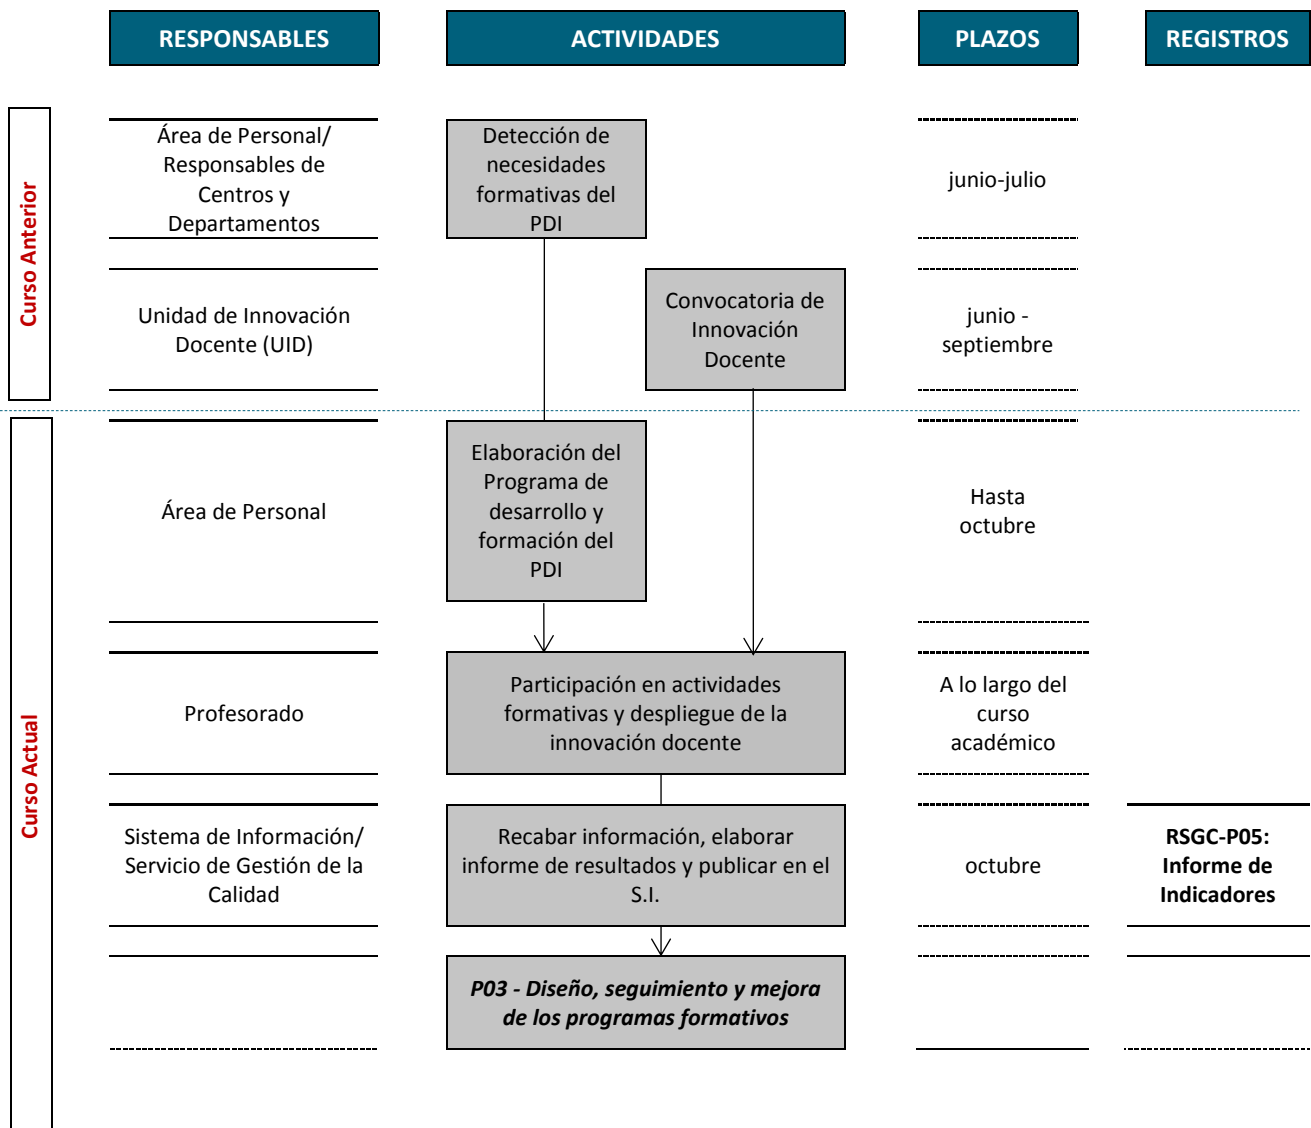 RESPONSABLES
ACTIVIDADES
PLAZOS
REGISTROS
Curso Anterior
Área de Personal/
Responsables de
Centros y
Departamentos
Detección de
necesidades
formativas del
PDI
junio-julio
Unidad de Innovación
Docente (UID)
Convocatoria de
Innovación
Docente
junio -
septiembre
Curso Actual
Área de Personal
Elaboración del
Programa de
desarrollo y
formación del
PDI
Hasta
octubre
Profesorado
Participación en actividades
formativas y despliegue de la
innovación docente
A lo largo del
curso
académico
Sistema de Información/
Servicio de Gestión de la
Calidad
Recabar información, elaborar
informe de resultados y publicar en el
S.I.
octubre
RSGC-P05:
Informe de
Indicadores
P03 - Diseño, seguimiento y mejora
de los programas formativos